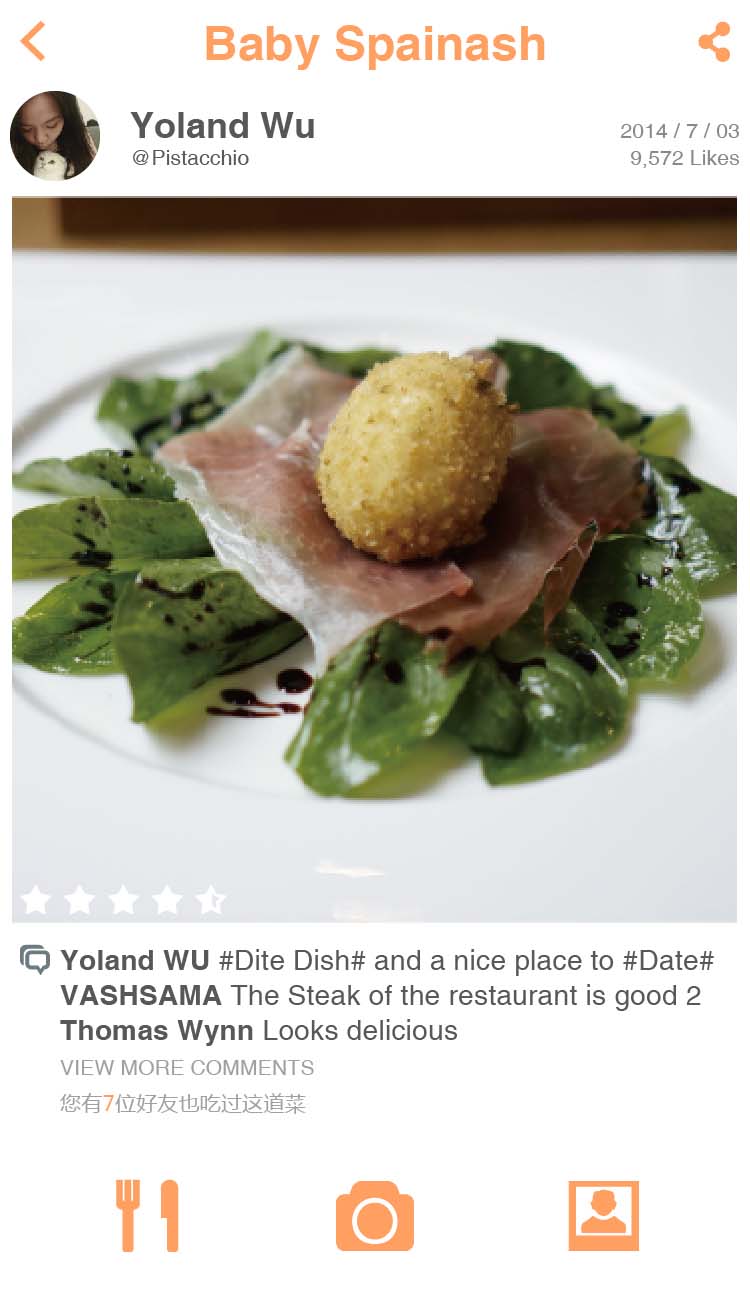 Baby Spainash
Yoland Wu
@Pistacchio
2014 / 7 / 03
9,572 Likes
Yoland WU #Dite Dish# and a nice place to #Date#
VASHSAMA The Steak of the restaurant is good 2
Thomas Wynn Looks delicious
VIEW MORE COMMENTS
您有7位好友也吃过这道菜